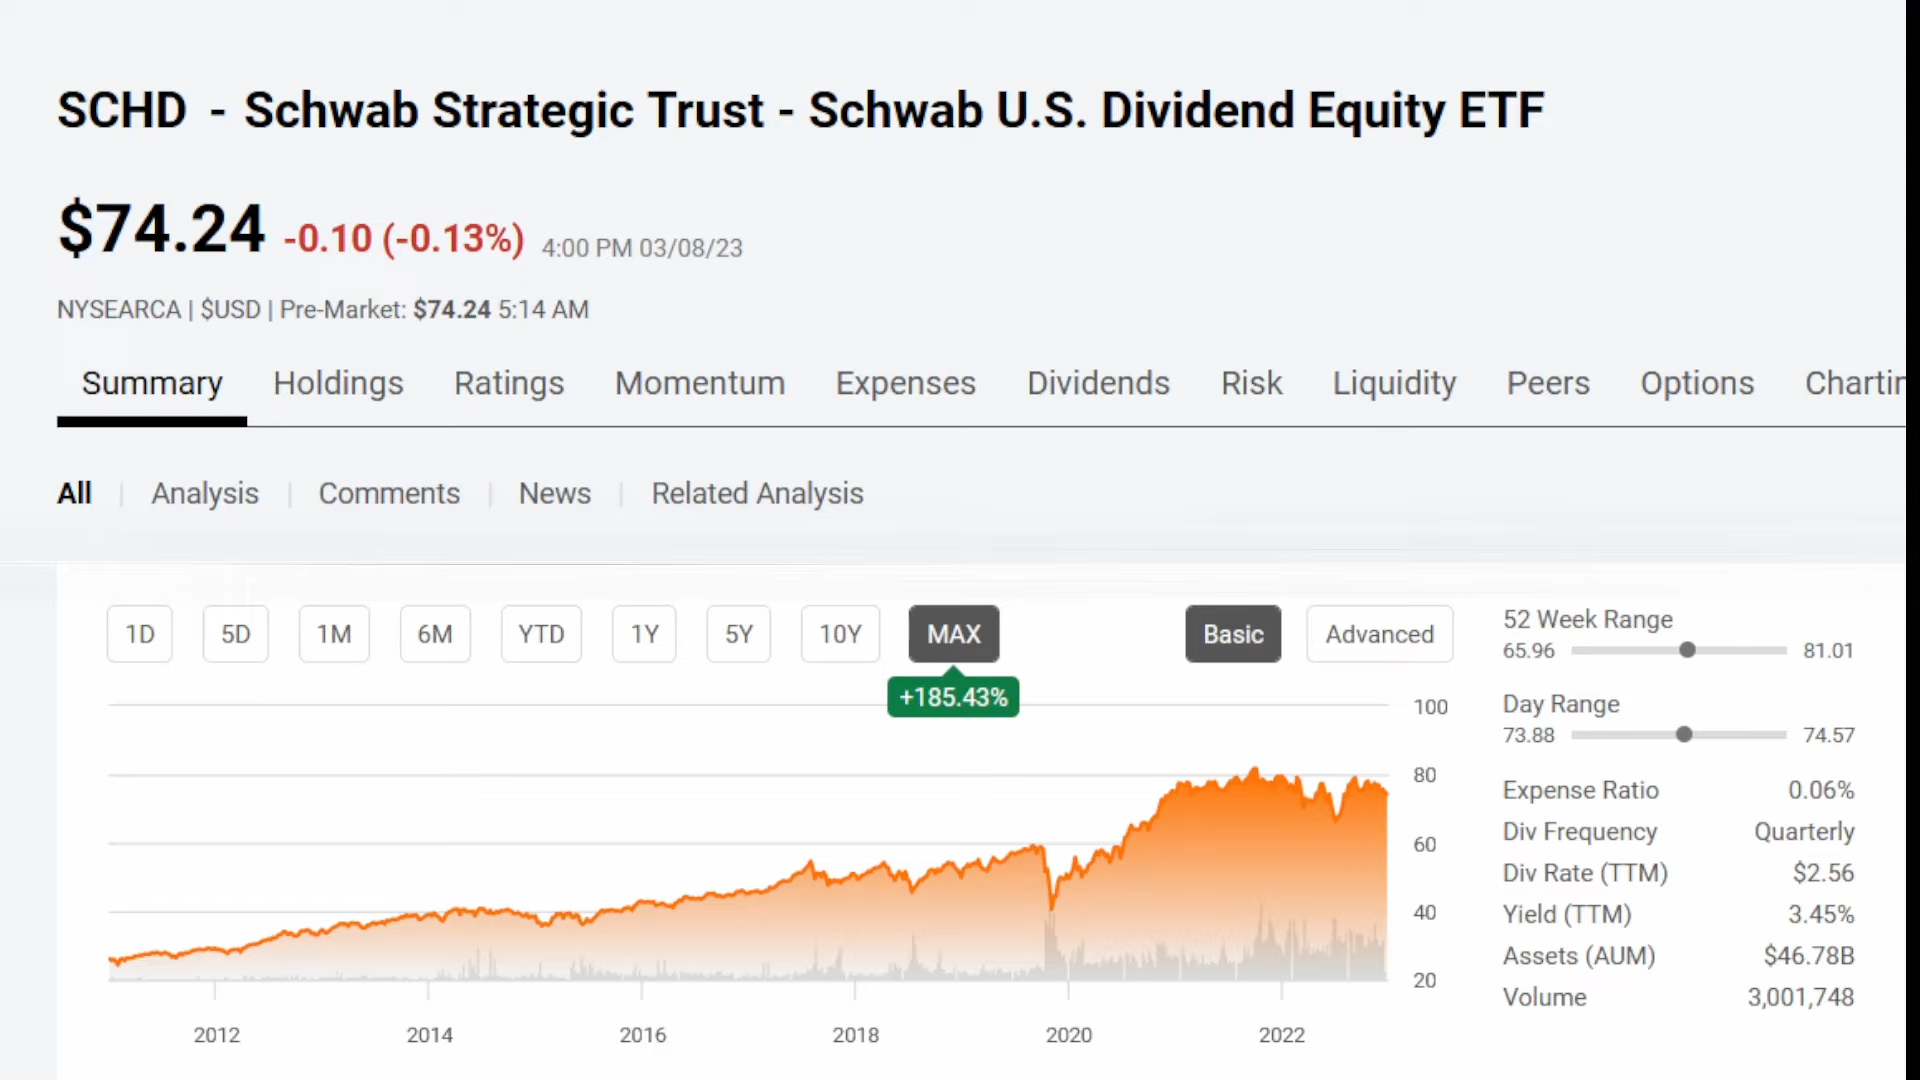 SCHD - Schwab Strategic Trust - Schwab U.S. Dividend Equity ETF
$74.24 -0.10 (-0.13%) 4:00 PM 03/08/23
NYSEARCA | $USD | Pre-Market: $74.24 5:14 AM
Summary Holdings Ratings Momentum Expenses Dividends Risk Liquidity Peers Options Chartin
All | Analysis | Comments | News | Related Analysis
1D 5D 1M 6M YTD 1Y 5Y 10Y MAX Basic Advanced
+185.43%
100
80
60
40
20
2012 2014 2016 2018 2020 2022
52 Week Range
65.96 81.01
Day Range
73.88 74.57
Expense Ratio 0.06%
Div Frequency Quarterly
Div Rate (TTM) $2.56
Yield (TTM) 3.45%
Assets (AUM) $46.78B
Volume 3,001,748